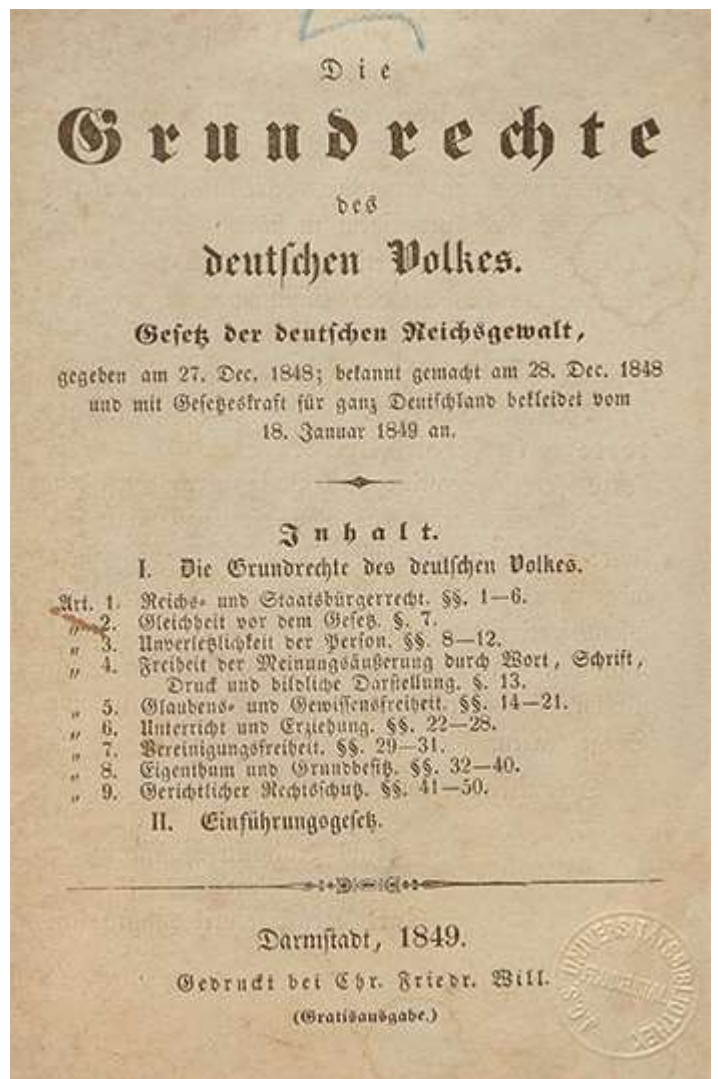 Die
Grundrechte
des
deutschen Volkes.
Gesetz der deutschen Reichsgewalt,
gegeben am 27. Dec. 1848; bekannt gemacht am 28. Dec. 1848
und mit Gesetzeskraft für ganz Deutschland bekleidet vom
18. Januar 1849 an.
Inhalt.
I. Die Grundrechte des deutschen Volkes.
Art. 1. Reichs- und Staatsbürgerrecht. §§. 1—6.
„ 2. Gleichheit vor dem Gesetz. §. 7.
„ 3. Unverletzlichkeit der Person. §§. 8—12.
„ 4. Freiheit der Meinungsäußerung durch Wort, Schrift,
Druck und bildliche Darstellung. §. 13.
„ 5. Glaubens- und Gewissensfreiheit. §§. 14—21.
„ 6. Unterricht und Erziehung. §§. 22—28.
„ 7. Vereinigungsfreiheit. §§. 29—31.
„ 8. Eigenthum und Grundbesitz. §§. 32—40.
„ 9. Gerichtlicher Rechtsschutz. §§. 41—50.
II. Einführungsgesetz.
Darmstadt, 1849.
Gedruckt bei Chr. Friedr. Will.
(Gratisausgabe.)
UNIVERSITÄTSBIBLIOTHEK